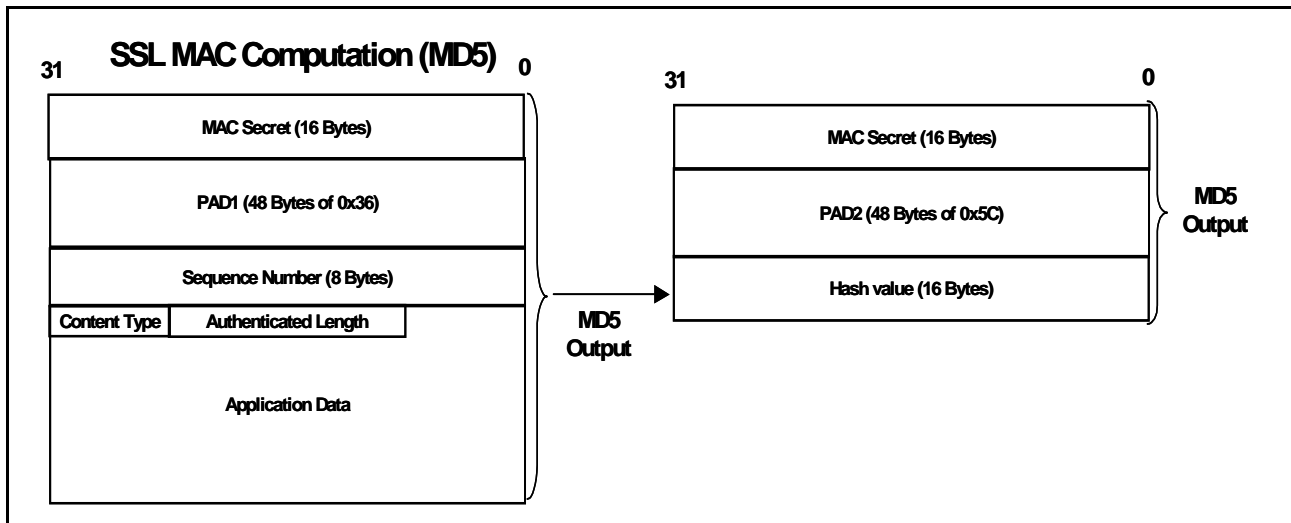 SSL MAC Computation (MD5)
31
0
MAC Secret (16 Bytes)
PAD1 (48 Bytes of 0x36)
Sequence Number (8 Bytes)
Content Type
Authenticated Length
Application Data
MD5
Output
31
0
MAC Secret (16 Bytes)
PAD2 (48 Bytes of 0x5C)
Hash value (16 Bytes)
MD5
Output